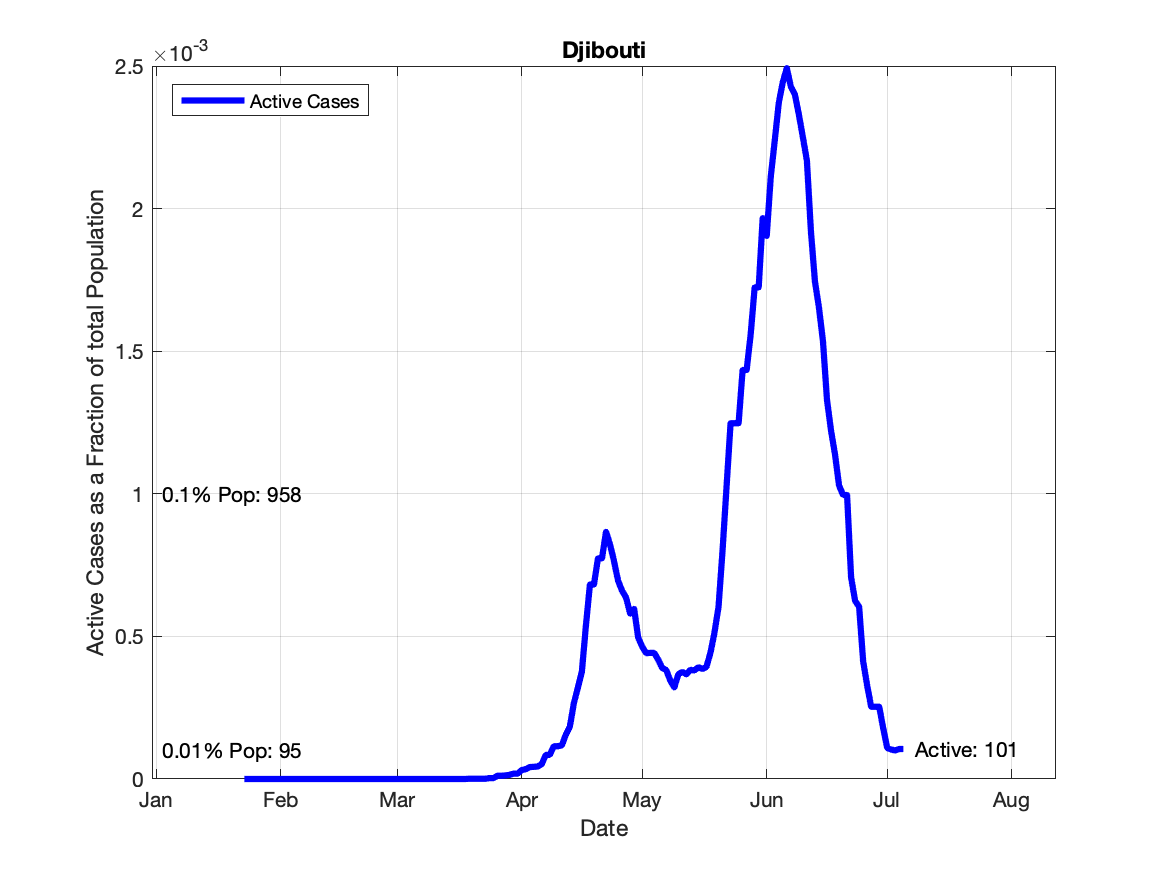 Djibouti
×10-3
Active Cases
2.5
2
1.5
1
0.5
0
Active Cases as a Fraction of total Population
0.1% Pop: 958
0.01% Pop: 95
Active: 101
Jan Feb Mar Apr May Jun Jul Aug
Date